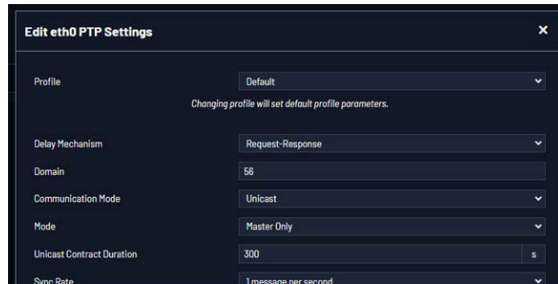 Edit eth0 PTP Settings ×
Profile Default
Changing profile will set default profile parameters.
Delay Mechanism Request-Response
Domain 56
Communication Mode Unicast
Mode Master Only
Unicast Contract Duration 300 s
Sync Rate 1 message per second